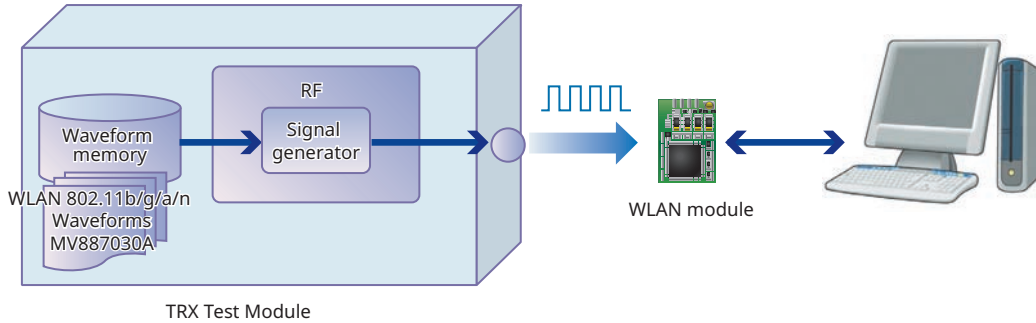 RF
Waveform
memory
Signal
generator
WLAN 802.11b/g/a/n
Waveforms
MV887030A
WLAN module
TRX Test Module